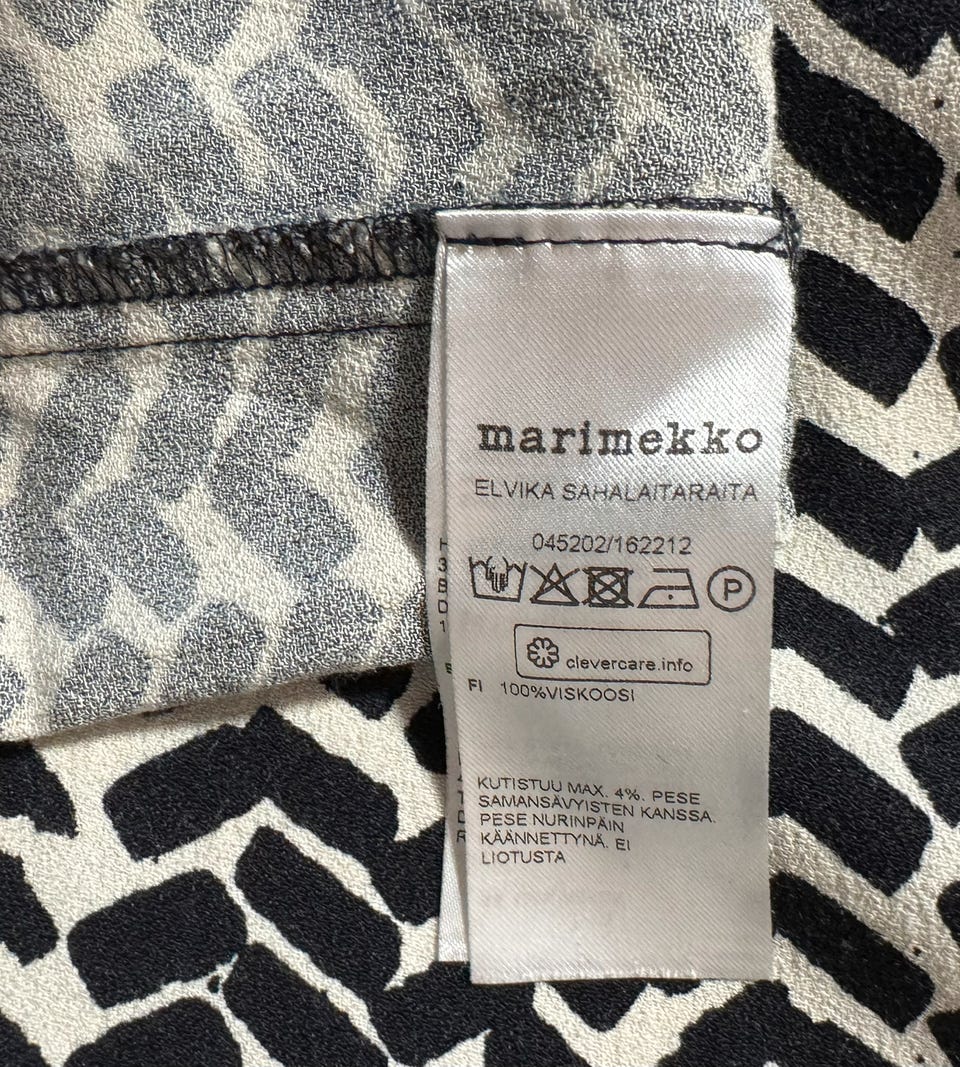 marimekko
ELVIKA SAHALAITARAITA
045202/162212
P
clevercare.info
FI 100%VISKOOSI
KUTISTUU MAX. 4%. PESE
SAMANSÄVYISTEN KANSSA.
PESE NURINPÄIN
KÄÄNNETTYNÄ. EI
LIOTUSTA